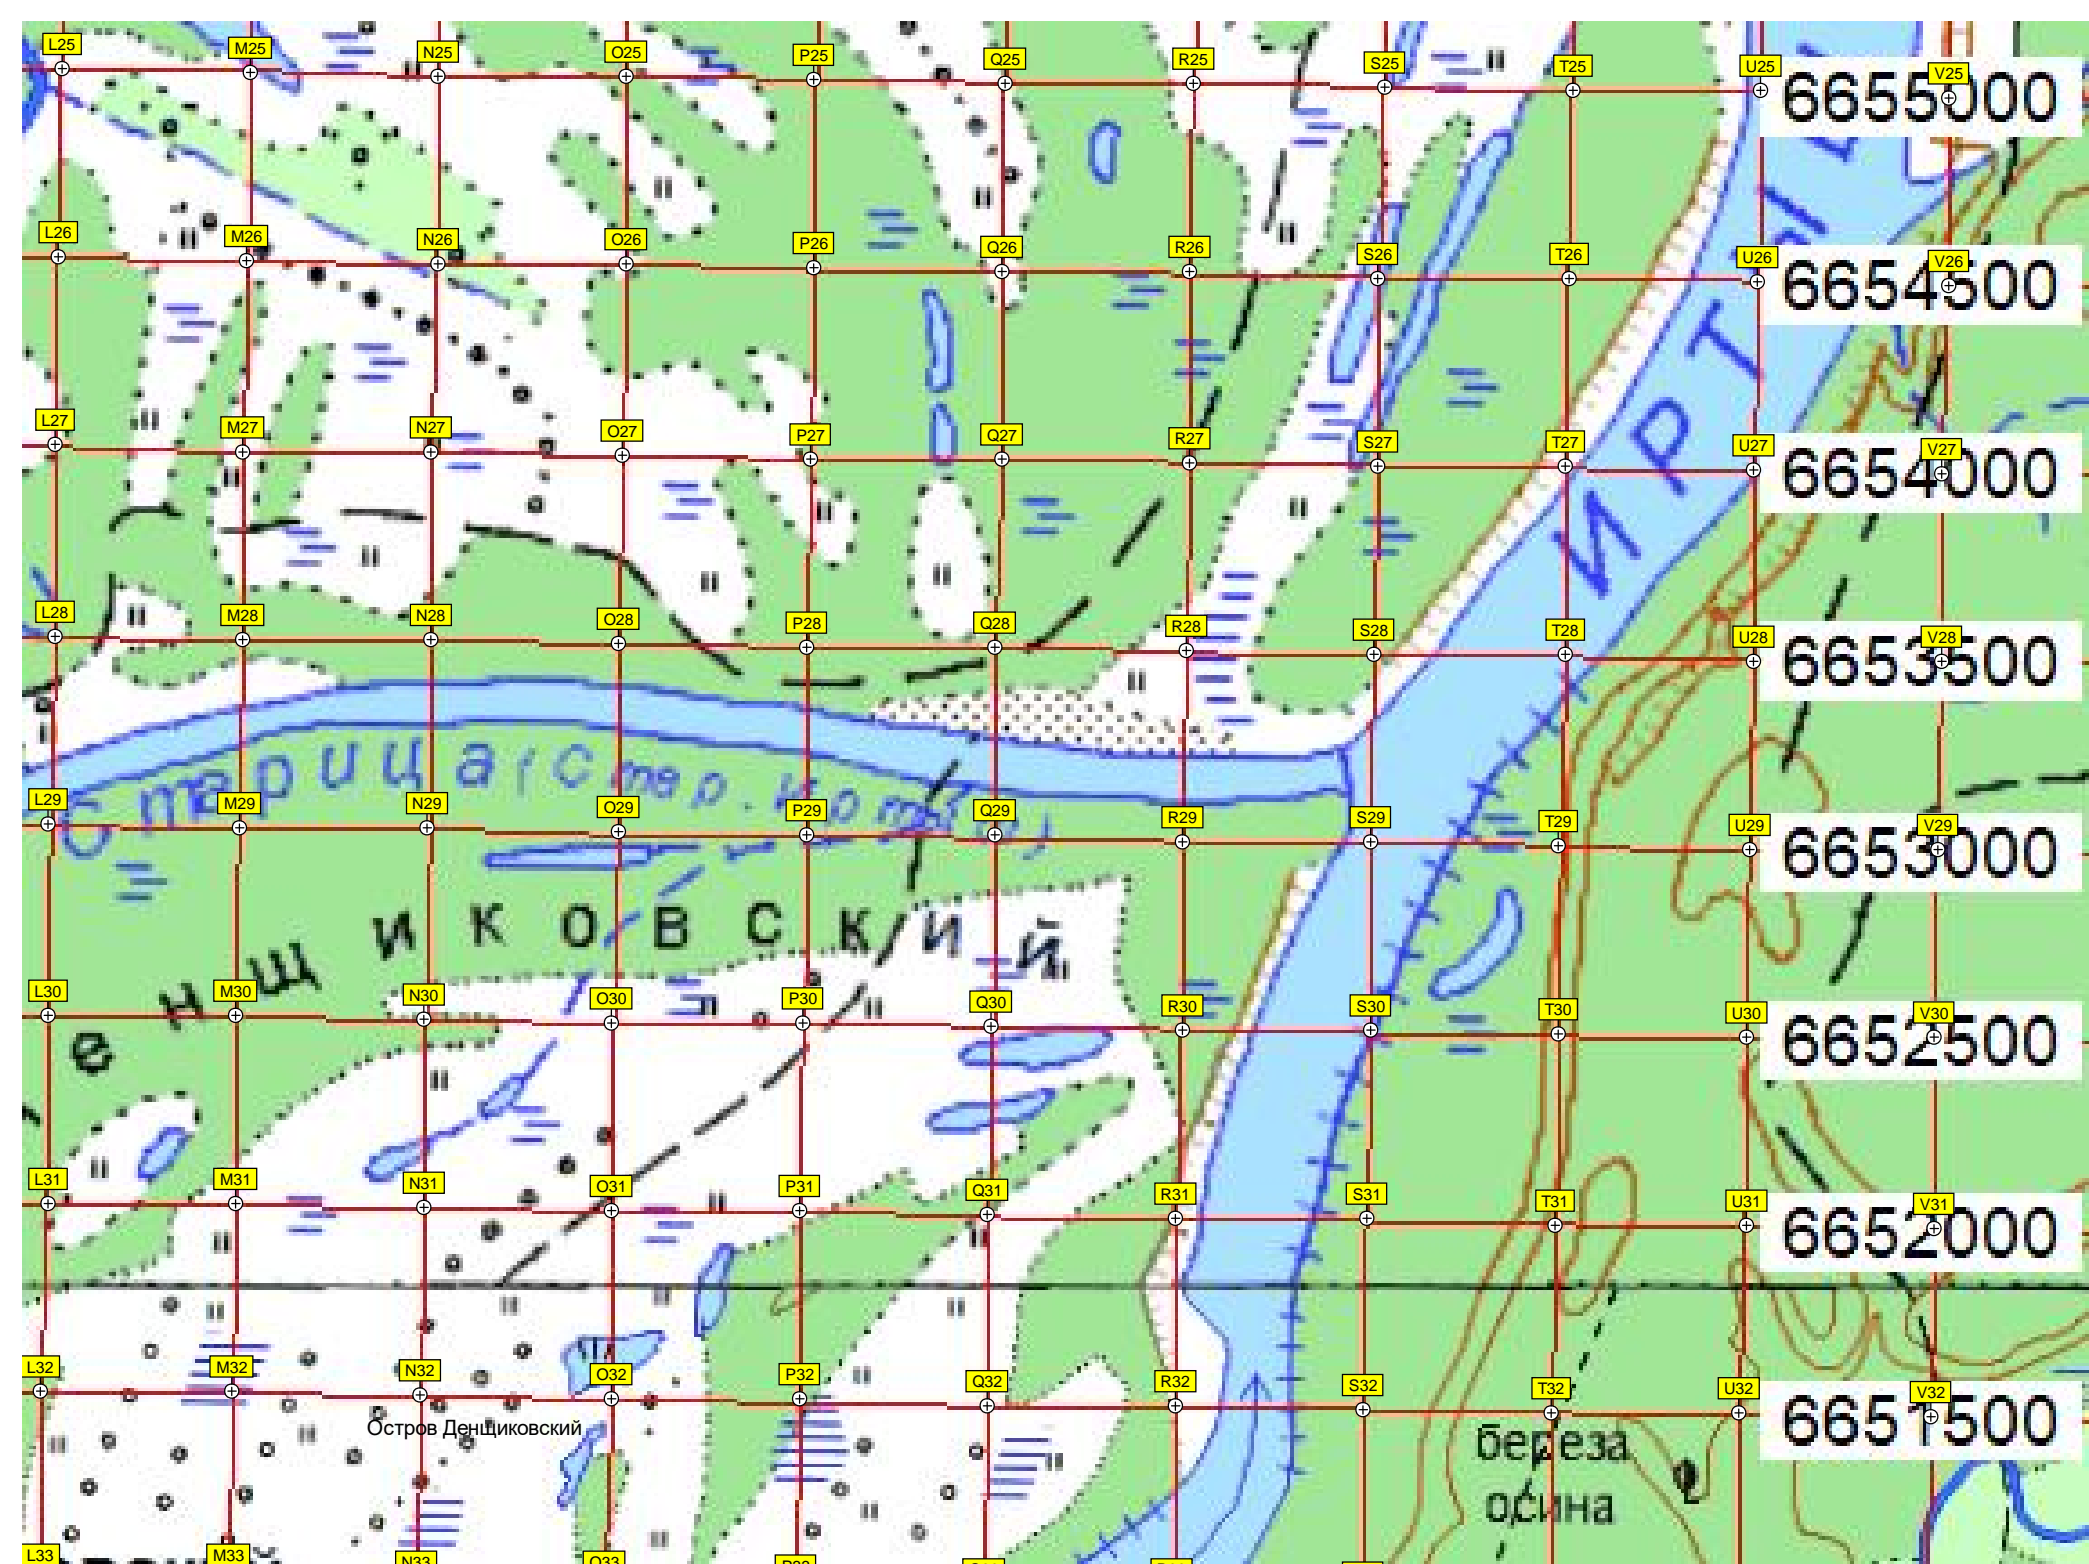 L25 M25 N25 O25 P25 Q25 R25 S25 T25 U25 V25
6655000
L26 M26 N26 O26 P26 Q26 R26 S26 T26 U26 V26
6654500
ИРТЫ
L27 M27 N27 O27 P27 Q27 R27 S27 T27 U27 V27
6654000
L28 M28 N28 O28 P28 Q28 R28 S28 T28 U28 V28
6653500
Старица (Стар. Иртыш)
L29 M29 N29 O29 P29 Q29 R29 S29 T29 U29 V29
6653000
енщиковский
L30 M30 N30 O30 P30 Q30 R30 S30 T30 U30 V30
6652500
L31 M31 N31 O31 P31 Q31 R31 S31 T31 U31 V31
6652000
L32 M32 N32 O32 P32 Q32 R32 S32 T32 U32 V32
6651500
Остров Денщиковский
береза
осина
L33 M33 N33 O33